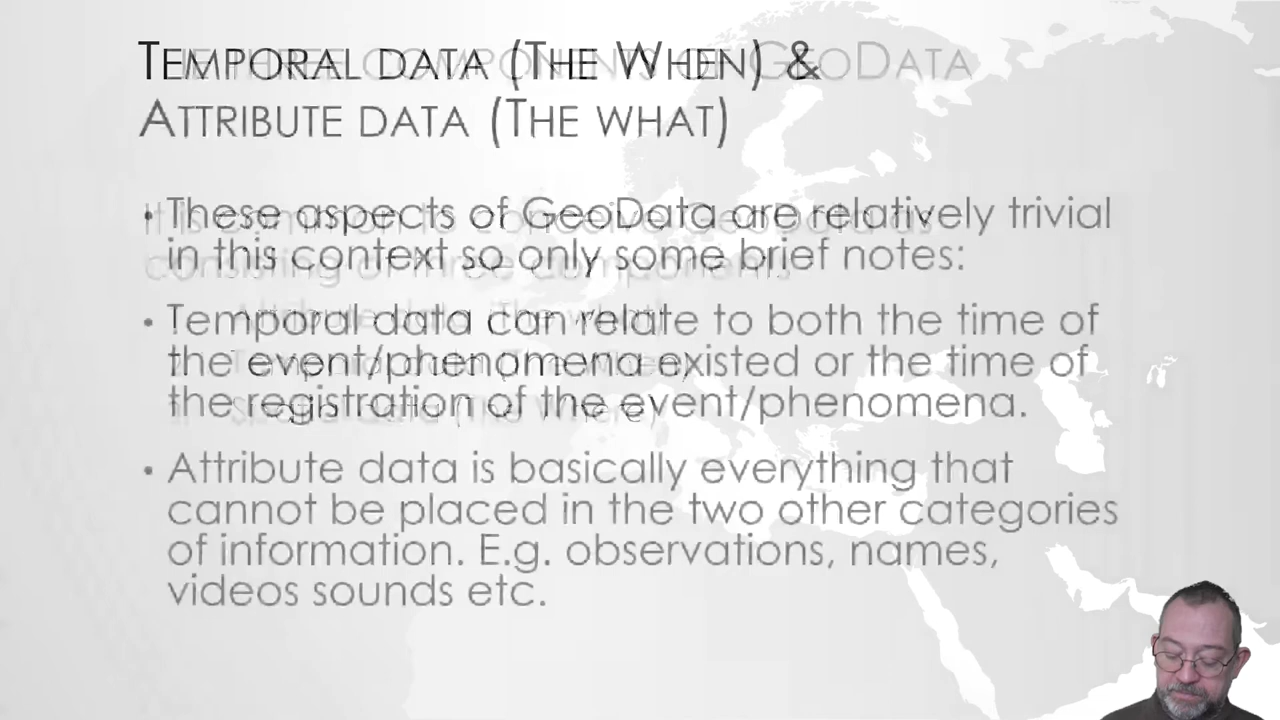 Temporal data (The When) &
Attribute data (The what)
• These aspects of GeoData are relatively trivial
in this context so only some brief notes:
• Temporal data can relate to both the time of
the event/phenomena existed or the time of
the registration of the event/phenomena.
• Attribute data is basically everything that
cannot be placed in the two other categories
of information. E.g. observations, names,
videos sounds etc.